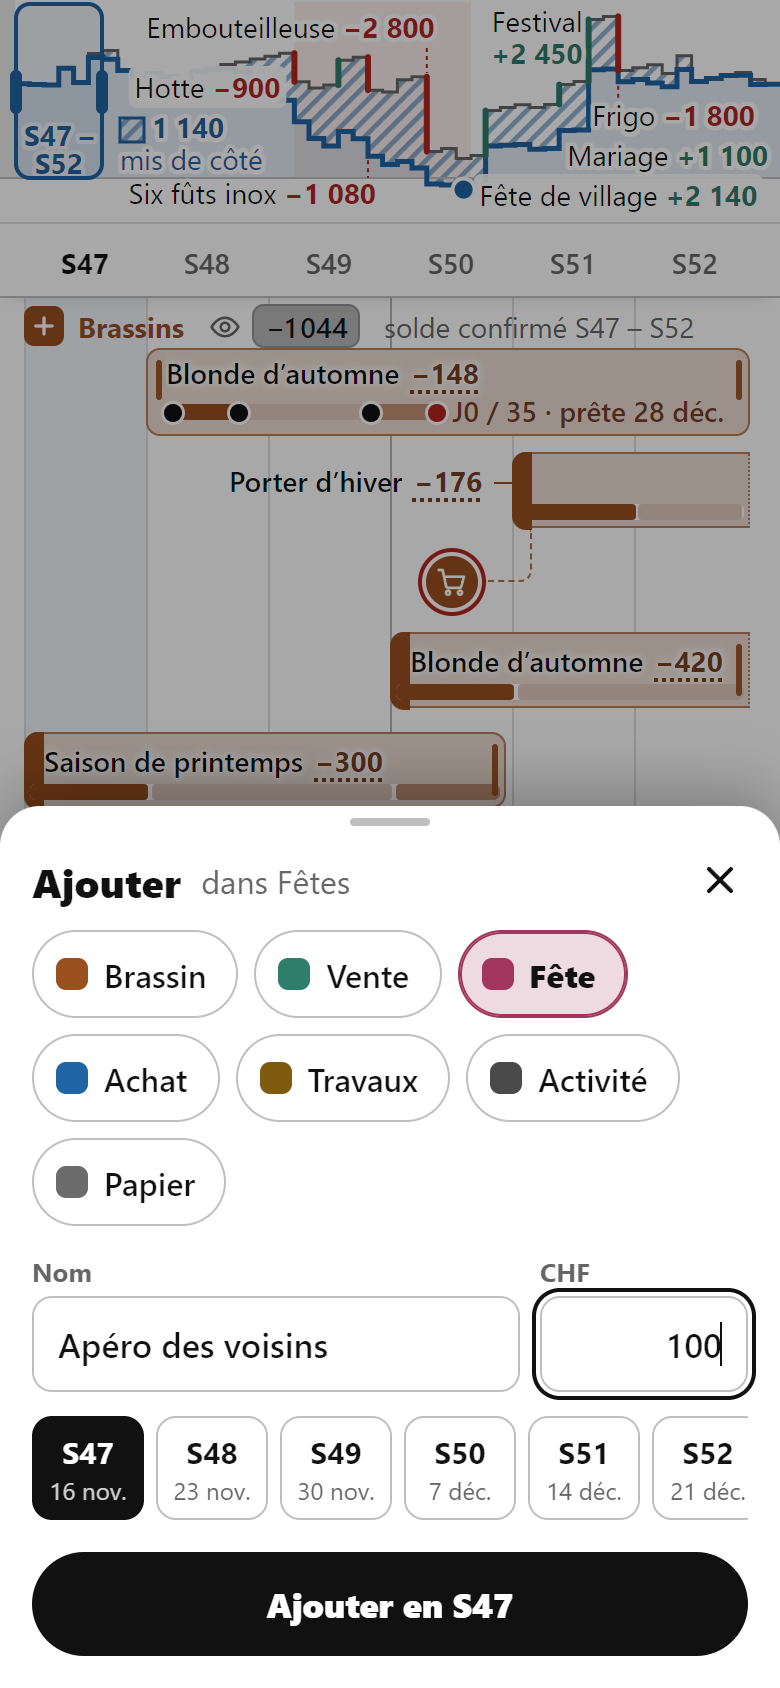 Embouteilleuse −2 800
Festival
+2 450
Hotte −900
Frigo −1 800
S47 – S52
1 140
mis de côté
Mariage +1 100
Six fûts inox −1 080
Fête de village +2 140
S47 S48 S49 S50 S51 S52
+ Brassins −1044 solde confirmé S47 – S52
Blonde d’automne −148
J0 / 35 · prête 28 déc.
Porter d’hiver −176
Blonde d’automne −420
Saison de printemps −300
Ajouter dans Fêtes
Brassin Vente Fête
Achat Travaux Activité
Papier
Nom CHF
Apéro des voisins 100
S47 S48 S49 S50 S51 S52
16 nov. 23 nov. 30 nov. 7 déc. 14 déc. 21 déc.
Ajouter en S47